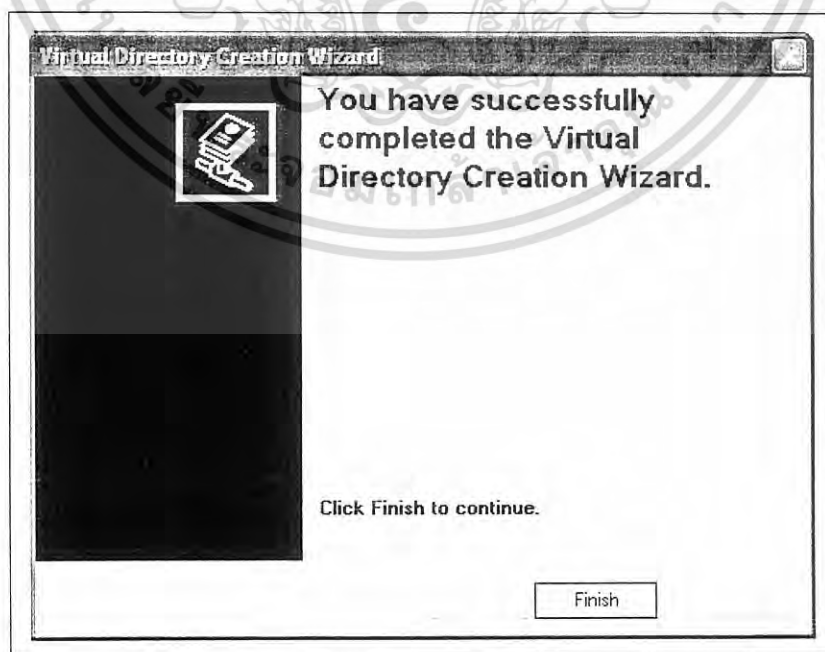 Virtual Directory Creation Wizard
You have successfully
completed the Virtual
Directory Creation Wizard.
Click Finish to continue.
Finish